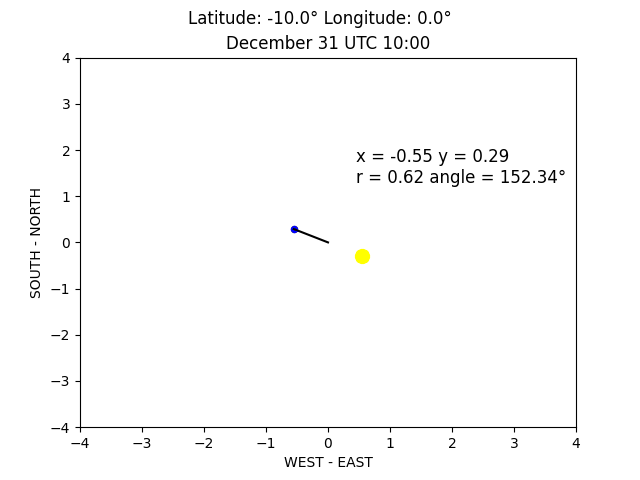 Latitude: -10.0° Longitude: 0.0°
December 31 UTC 10:00
x = -0.55 y = 0.29
r = 0.62 angle = 152.34°
SOUTH - NORTH
4
3
2
1
0
−1
−2
−3
−4
−4 −3 −2 −1 0 1 2 3 4
WEST - EAST